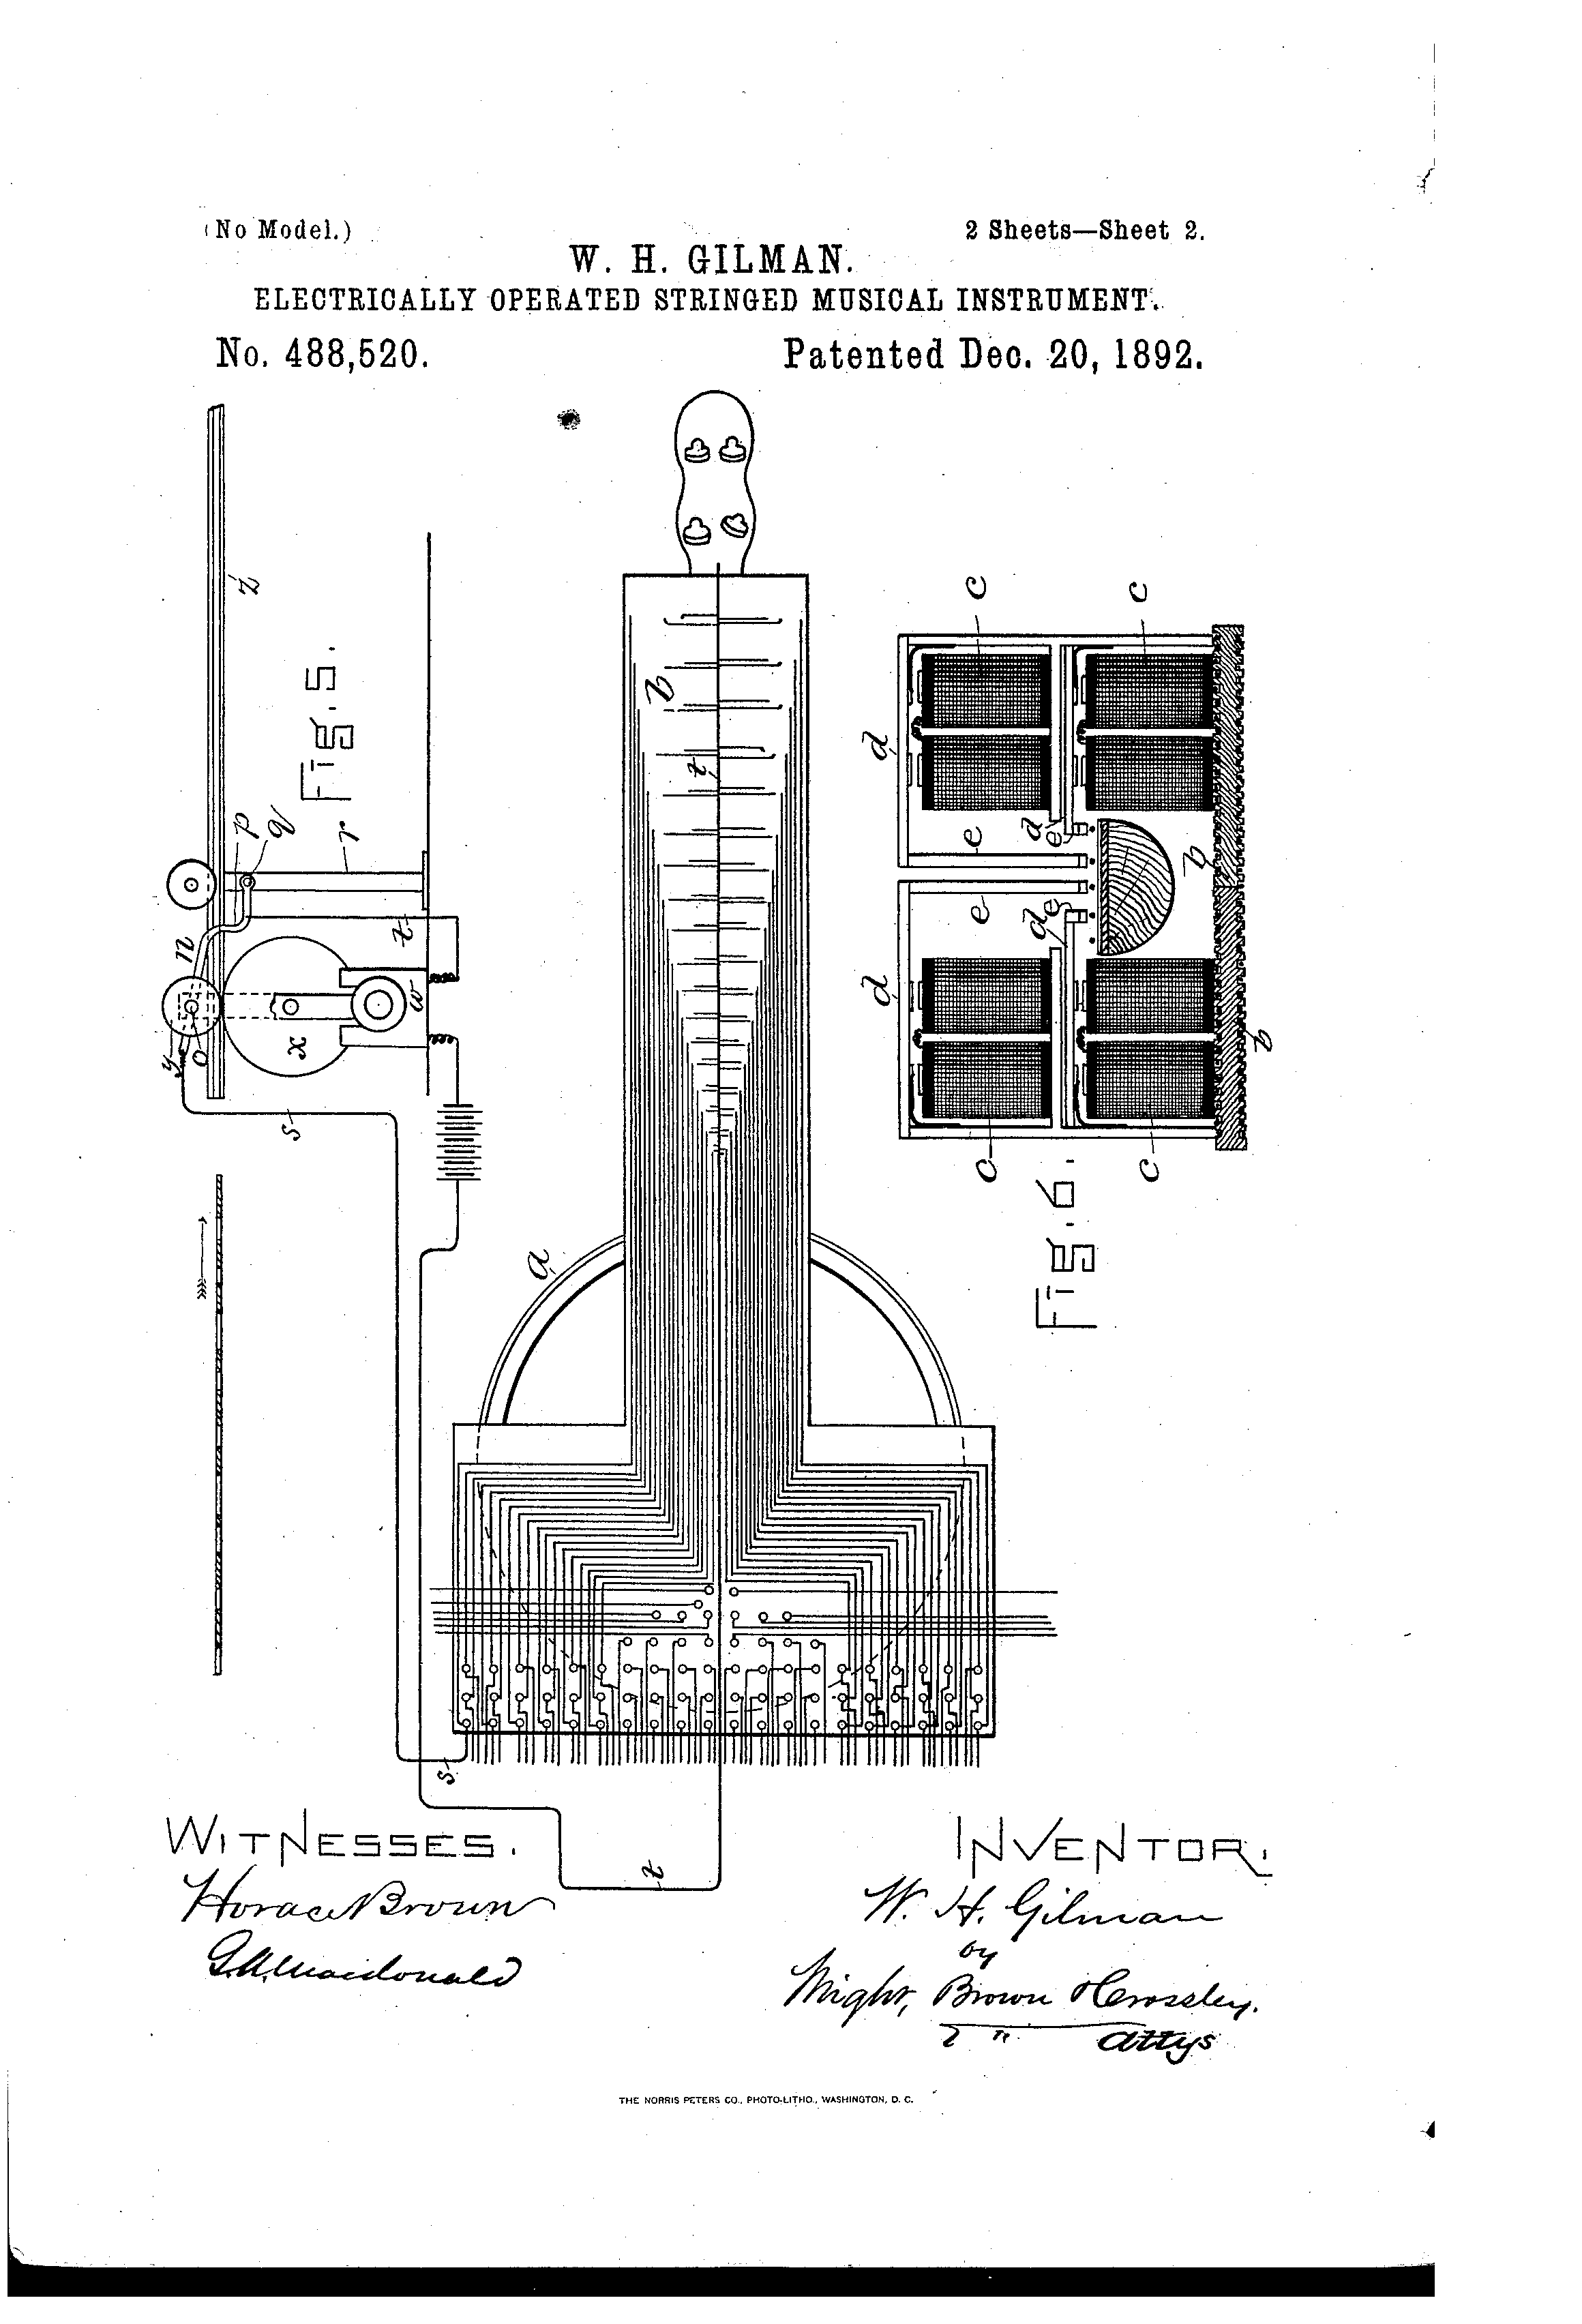 (No Model.)
2 Sheets—Sheet 2.
W. H. GILMAN.
ELECTRICALLY OPERATED STRINGED MUSICAL INSTRUMENT.
No. 488,520.
Patented Dec. 20, 1892.
Fig. 5.
z
p
q
r
n
t
w
y
o
x
s
s
t
a
b
t
Fig. 6.
c
c
d
d
e
e
d
e
d
e
b
b
c
c
WITNESSES.
Horace Brown
INVENTOR.
W. H. Gilman
by
Wright, Brown & Crossley.
Attys
THE NORRIS PETERS CO., PHOTO-LITHO., WASHINGTON, D. C.